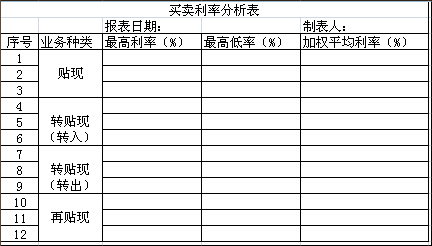 买卖利率分析表
报表日期: 制表人:
序号 业务种类 最高利率(%) 最高低率(%) 加权平均利率(%)
1
2 贴现
3
4
5 转贴现
6 (转入)
7
8 转贴现
9 (转出)
10
11 再贴现
12